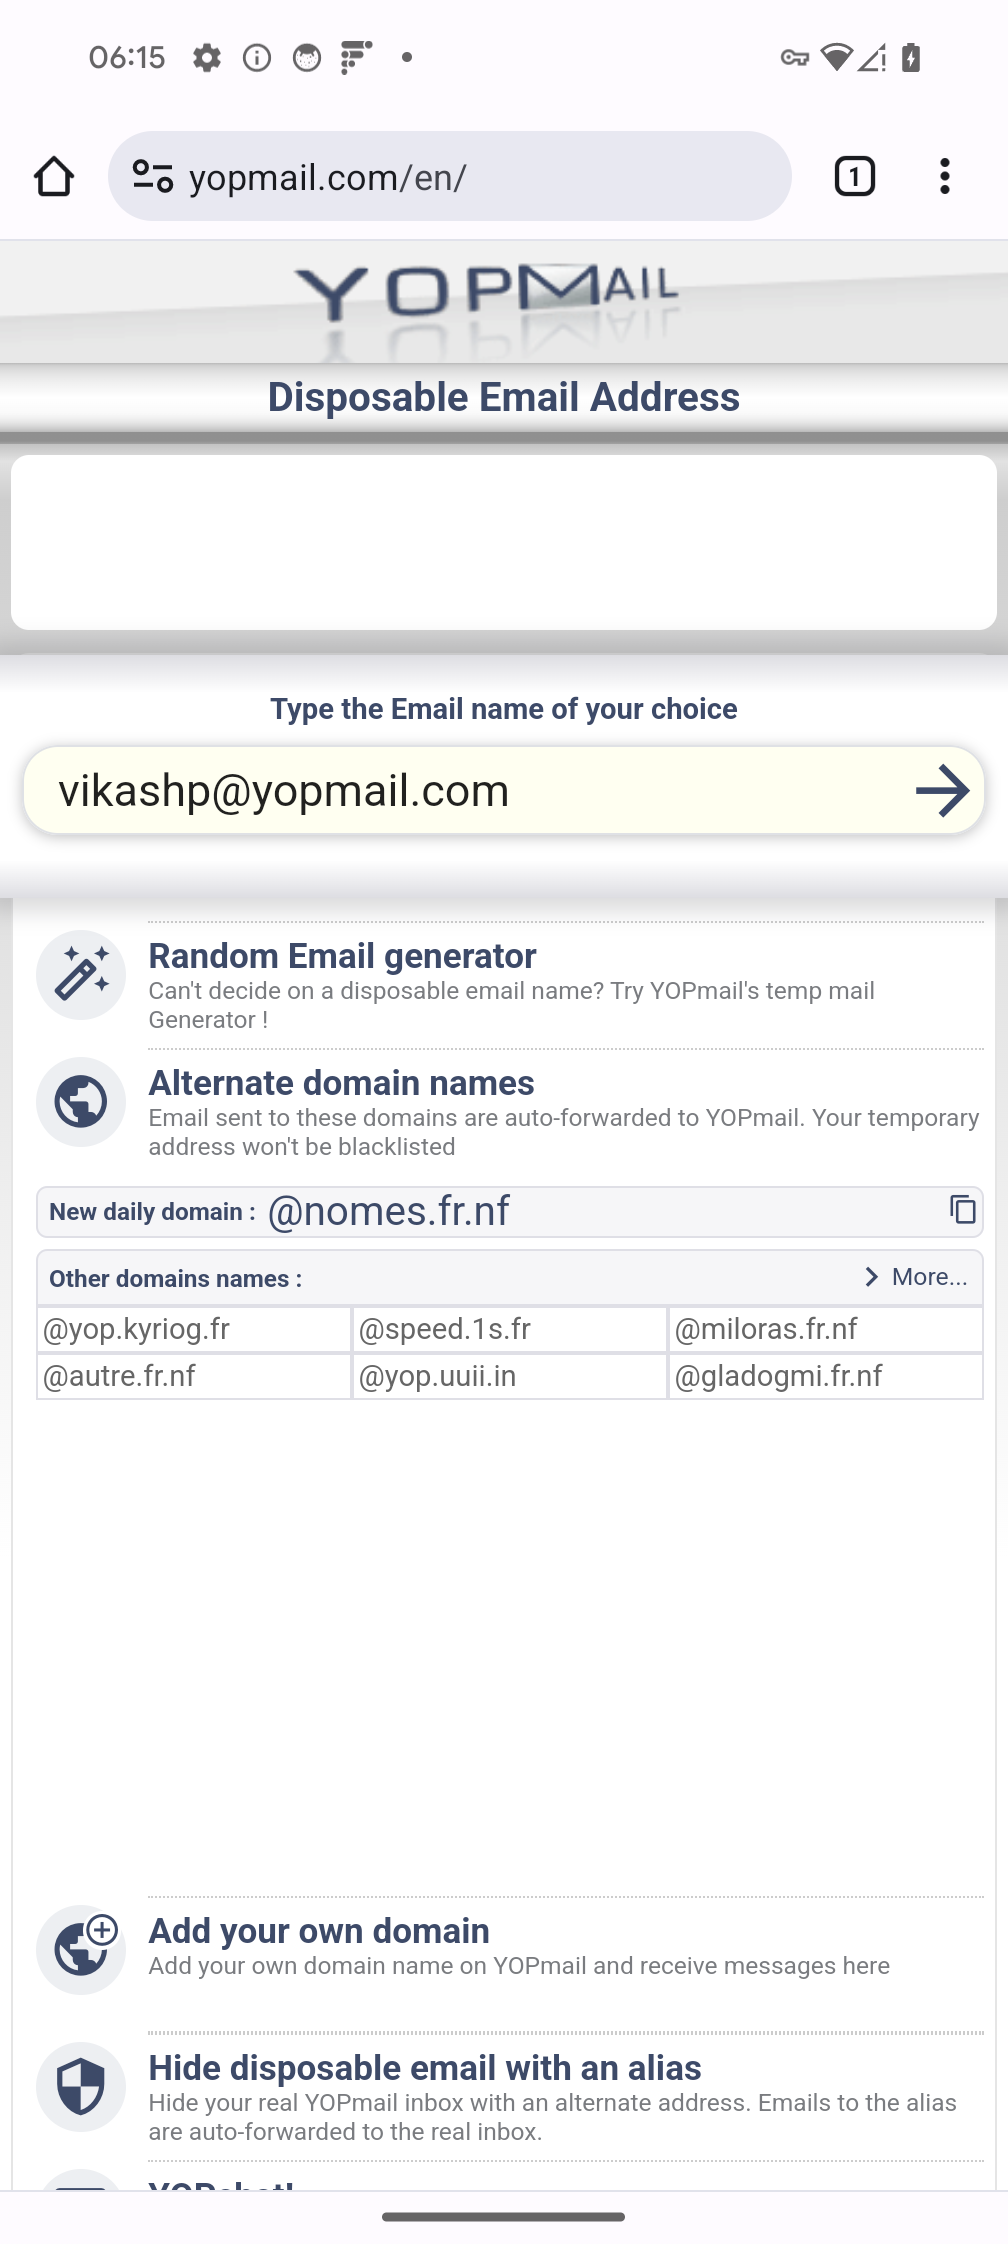 06:15
yopmail.com/en/
1
YOPMAIL
Disposable Email Address
Type the Email name of your choice
vikashp@yopmail.com
Random Email generator
Can't decide on a disposable email name? Try YOPmail's temp mail
Generator !
Alternate domain names
Email sent to these domains are auto-forwarded to YOPmail. Your temporary
address won't be blacklisted
New daily domain : @nomes.fr.nf
Other domains names : More...
@yop.kyriog.fr @speed.1s.fr @miloras.fr.nf
@autre.fr.nf @yop.uuii.in @gladogmi.fr.nf
Add your own domain
Add your own domain name on YOPmail and receive messages here
Hide disposable email with an alias
Hide your real YOPmail inbox with an alternate address. Emails to the alias
are auto-forwarded to the real inbox.